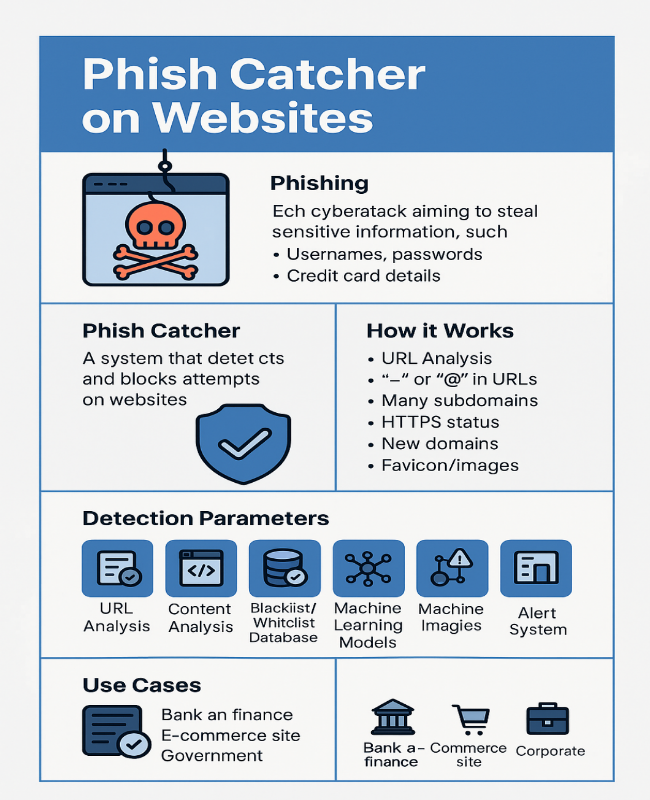 Phish Catcher
on Websites
Phishing
Ech cyberatack aiming to steal
sensitive information, such
• Usernames, passwords
• Credit card details
Phish Catcher
A system that detet cts
and blocks attempts
on websites
How it Works
• URL Analysis
• “–“ or “@” in URLs
• Many subdomains
• HTTPS status
• New domains
• Favicon/images
Detection Parameters
URL
Analysis
Content
Analysis
</>
Blackiist/
Whitclist
Database
Machine
Learning
Models
Machine
Imagies
Alert
System
Use Cases
Bank an finance
E-commerce site
Government
Bank a–
finance
Commerce
site
Corporate